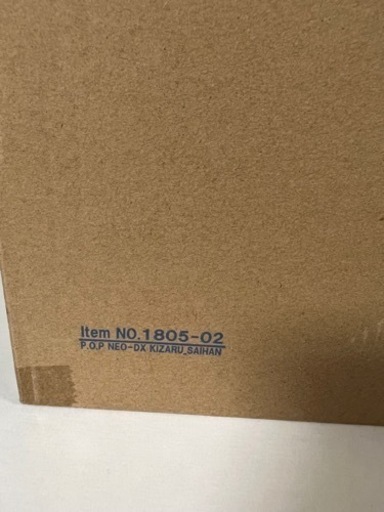 Item NO.1805-02
P.O.P NEO-DX KIZARU_SAIHAN